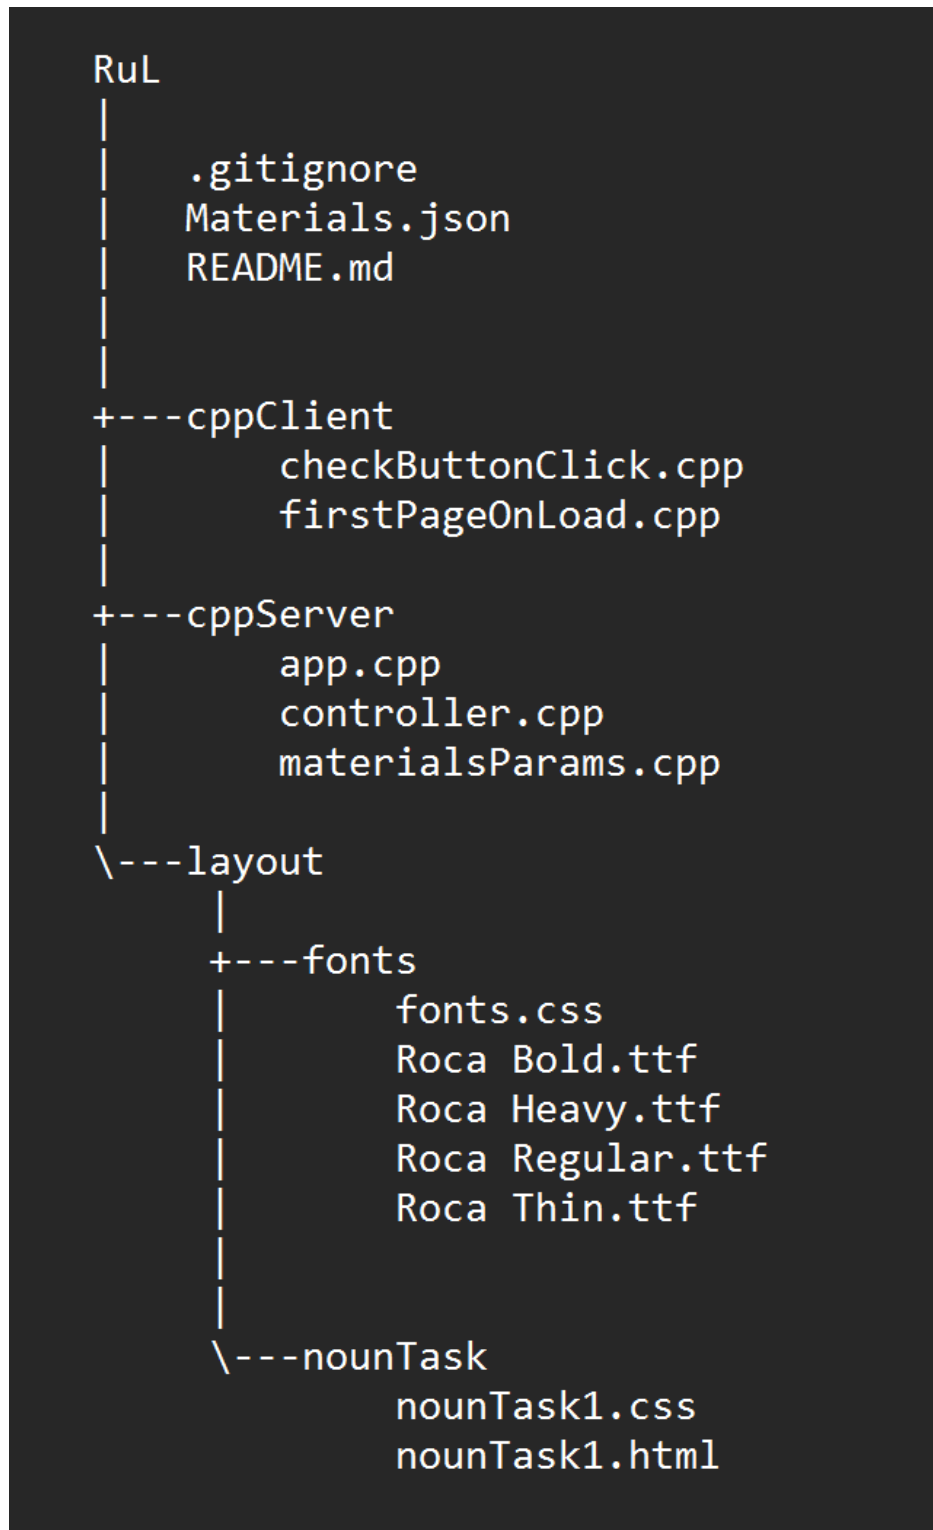 RuL
|
|   .gitignore
|   Materials.json
|   README.md
|
|
+---cppClient
|       checkButtonClick.cpp
|       firstPageOnLoad.cpp
|
+---cppServer
|       app.cpp
|       controller.cpp
|       materialsParams.cpp
|
\---layout
     |
     +---fonts
     |       fonts.css
     |       Roca Bold.ttf
     |       Roca Heavy.ttf
     |       Roca Regular.ttf
     |       Roca Thin.ttf
     |
     |
     \---nounTask
             nounTask1.css
             nounTask1.html